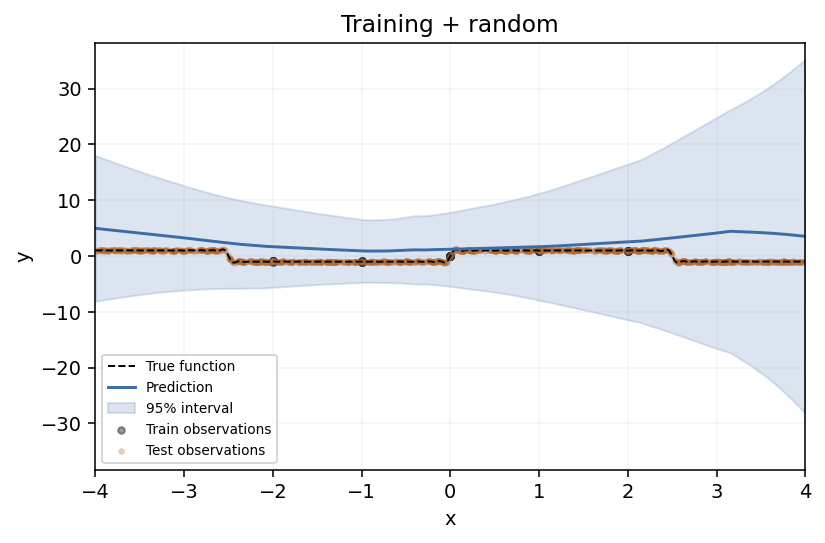 Training + random
30
20
10
0
−10
−20
−30
y
True function
Prediction
95% interval
Train observations
Test observations
−4 −3 −2 −1 0 1 2 3 4
x